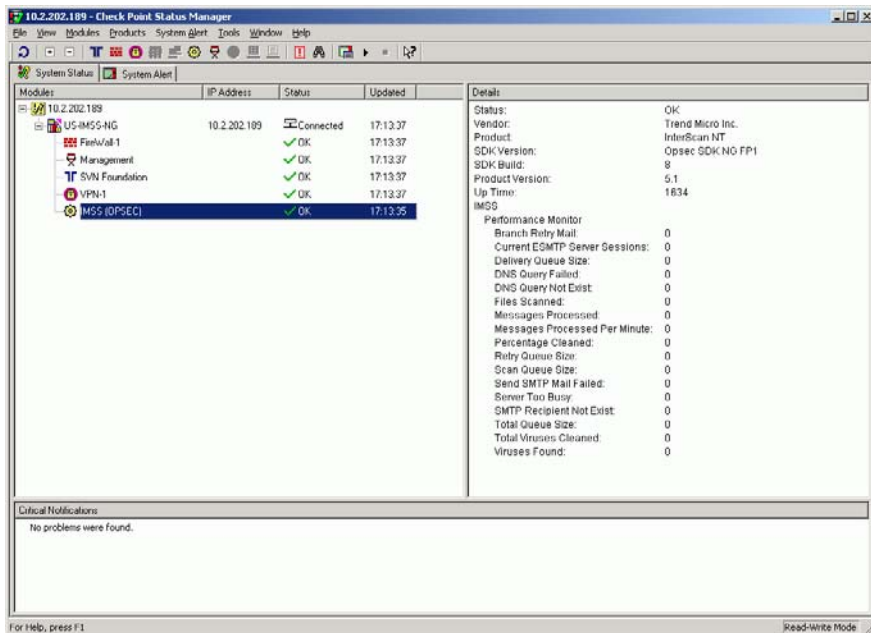 10.2.202.189 - Check Point Status Manager
File View Modules Products System Alert Tools Window Help
System Status System Alert
Modules IP Address Status Updated
10.2.202.189
US-IMSS-NG 10.2.202.189 Connected 17:13:37
FireWall-1 OK 17:13:37
Management OK 17:13:37
SVN Foundation OK 17:13:37
VPN-1 OK 17:13:37
IMSS (OPSEC) OK 17:13:35
Details
Status: OK
Vendor: Trend Micro Inc.
Product: InterScan NT
SDK Version: Opsec SDK NG FP1
SDK Build: 8
Product Version: 5.1
Up Time: 1634
IMSS
Performance Monitor
Branch Retry Mail: 0
Current ESMTP Server Sessions: 0
Delivery Queue Size: 0
DNS Query Failed: 0
DNS Query Not Exist: 0
Files Scanned: 0
Messages Processed: 0
Messages Processed Per Minute: 0
Percentage Cleaned: 0
Retry Queue Size: 0
Scan Queue Size: 0
Send SMTP Mail Failed: 0
Server Too Busy: 0
SMTP Recipient Not Exist: 0
Total Queue Size: 0
Total Viruses Cleaned: 0
Viruses Found: 0
Critical Notifications
No problems were found.
For Help, press F1 Read-Write Mode